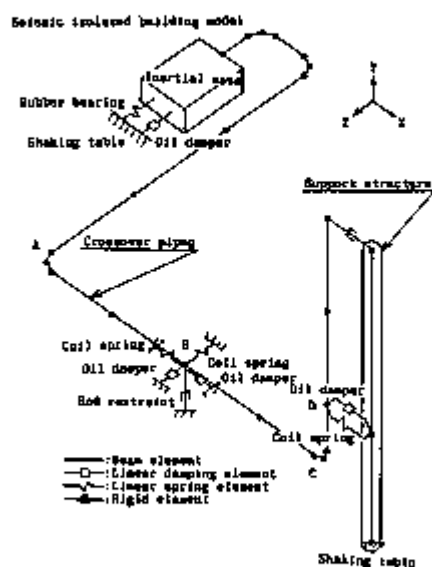 Seismic isolated building model
Inertial mass
Rubber bearing
Shaking table
Oil damper
Y
Z
X
Support structure
A
Crossover piping
Coil spring
B
Oil damper
Coil spring
Oil damper
Rod restraint
Oil damper
D
Coil spring
C
:Beam element
:Linear damping element
:Linear spring element
:Rigid element
Shaking table